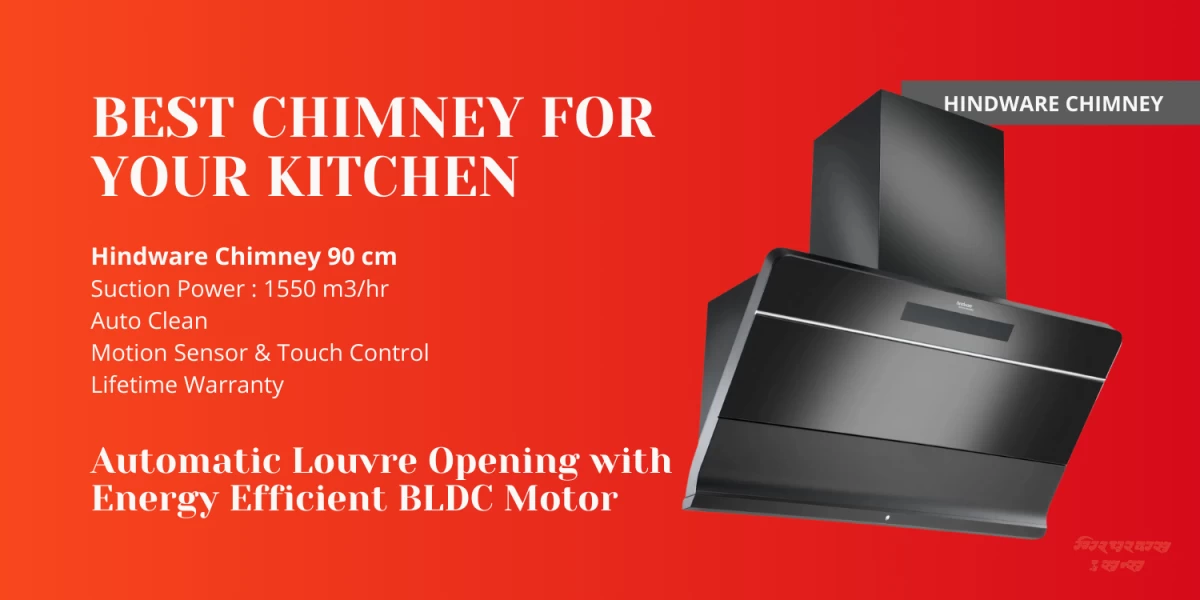 HINDWARE CHIMNEY
BEST CHIMNEY FOR
YOUR KITCHEN
Hindware Chimney 90 cm
Suction Power : 1550 m3/hr
Auto Clean
Motion Sensor & Touch Control
Lifetime Warranty
Automatic Louvre Opening with
Energy Efficient BLDC Motor